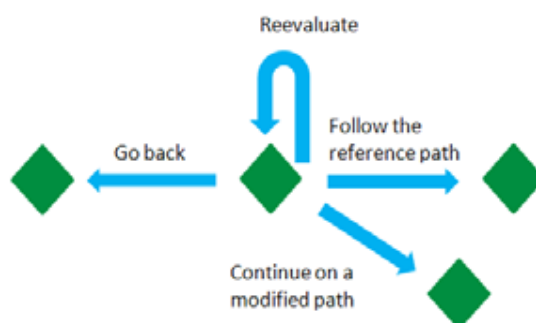 Reevaluate
Go back
Follow the
reference path
Continue on a
modified path